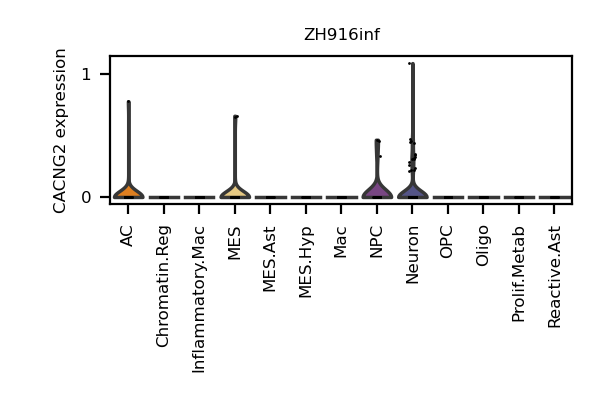 ZH916inf
CACNG2 expression
1
0
AC
Chromatin.Reg
Inflammatory.Mac
MES
MES.Ast
MES.Hyp
Mac
NPC
Neuron
OPC
Oligo
Prolif.Metab
Reactive.Ast